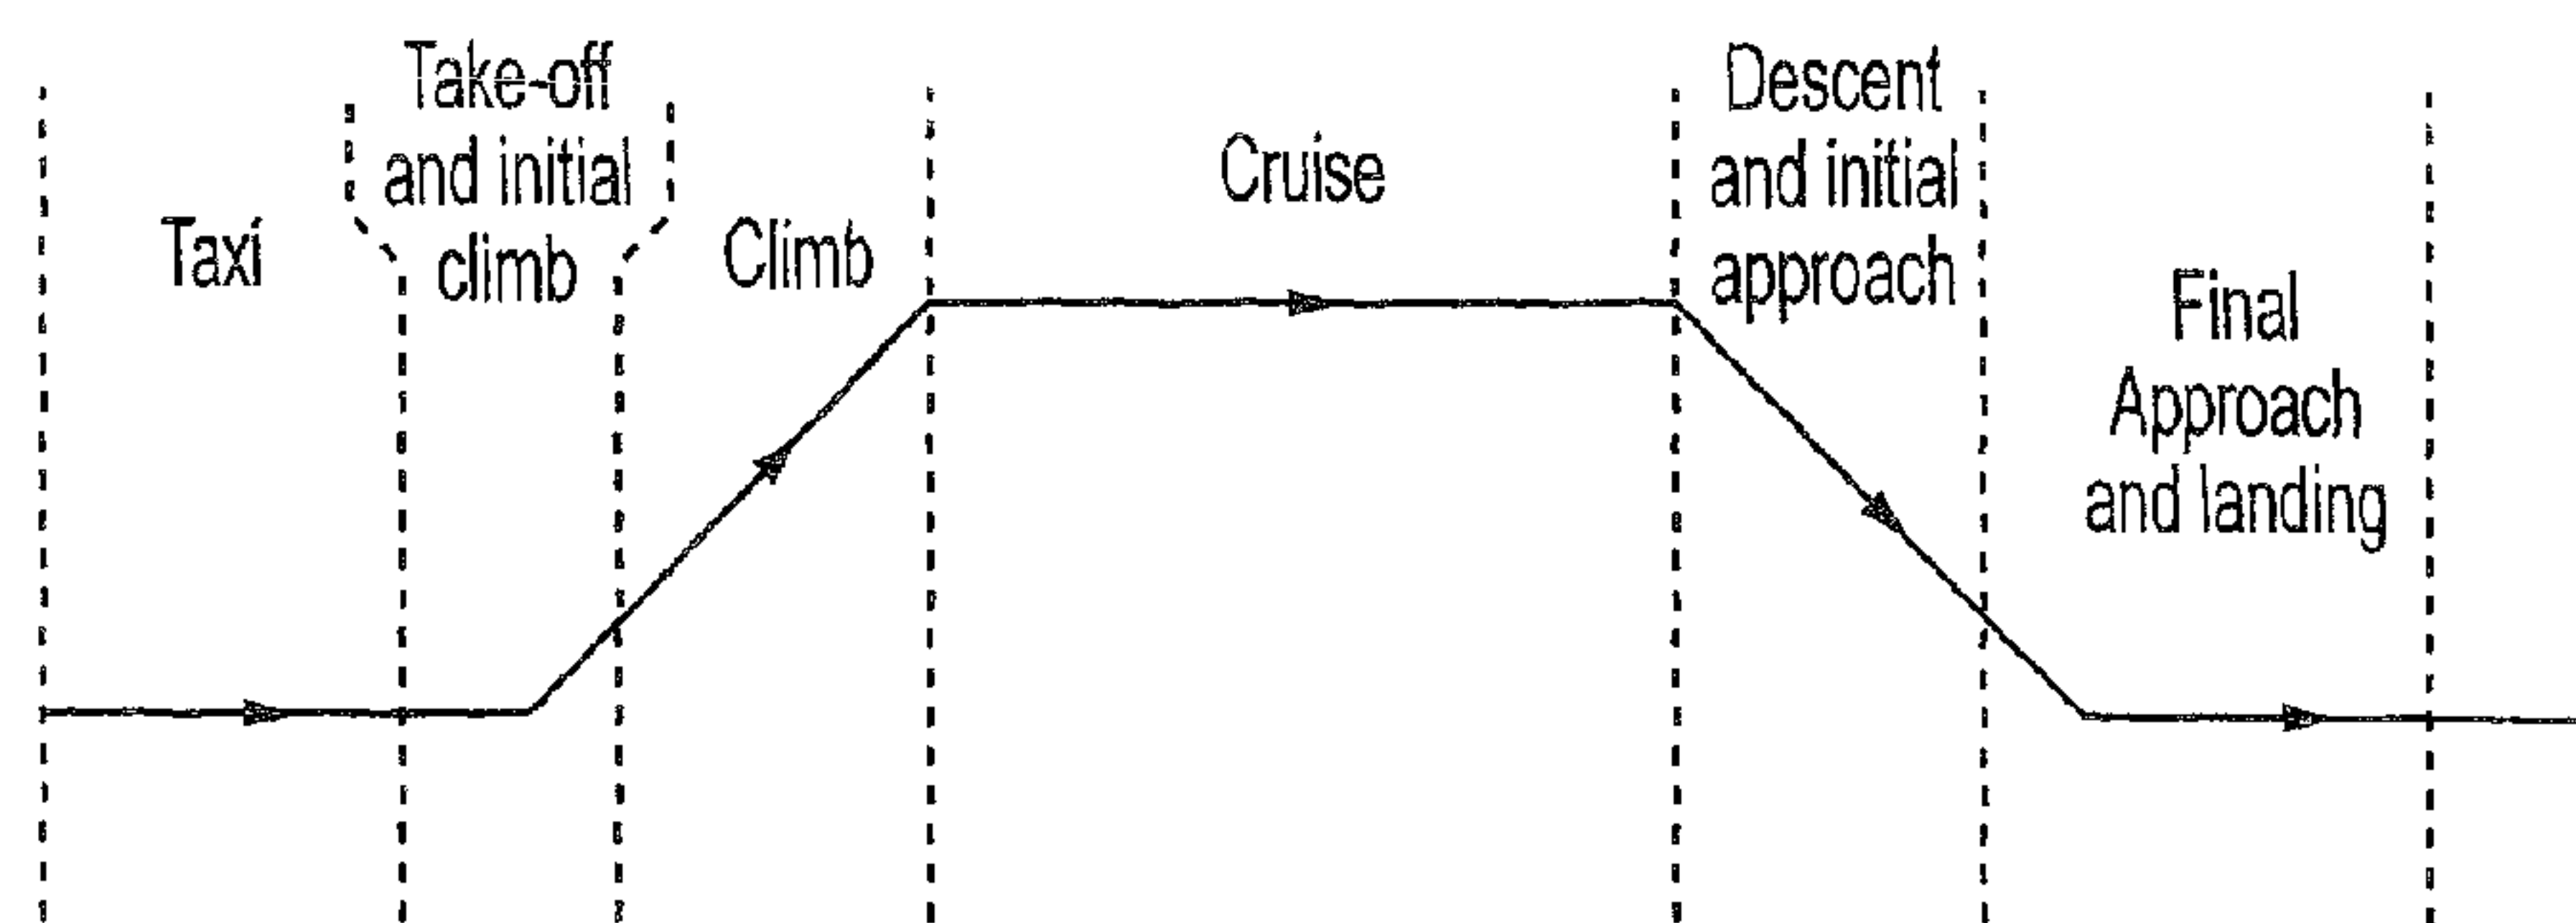 Taxi
Take-off
and initial
climb
Climb
Cruise
Descent
and initial
approach
Final
Approach
and landing